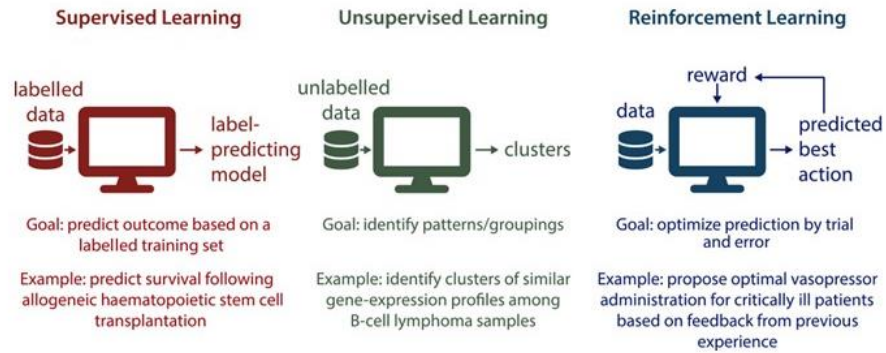 Supervised Learning
labelled
data
label-
predicting
model
Goal: predict outcome based on a
labelled training set
Example: predict survival following
allogeneic haematopoietic stem cell
transplantation
Unsupervised Learning
unlabelled
data
clusters
Goal: identify patterns/groupings
Example: identify clusters of similar
gene-expression profiles among
B-cell lymphoma samples
Reinforcement Learning
reward
data
predicted
best
action
Goal: optimize prediction by trial
and error
Example: propose optimal vasopressor
administration for critically ill patients
based on feedback from previous
experience